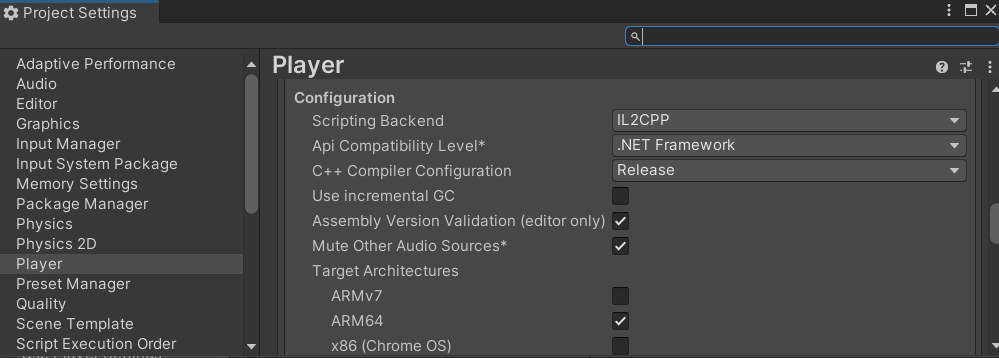 Project Settings
Adaptive Performance
Audio
Editor
Graphics
Input Manager
Input System Package
Memory Settings
Package Manager
Physics
Physics 2D
Player
Preset Manager
Quality
Scene Template
Script Execution Order
Player
Configuration
Scripting Backend IL2CPP
Api Compatibility Level* .NET Framework
C++ Compiler Configuration Release
Use incremental GC
Assembly Version Validation (editor only)
Mute Other Audio Sources*
Target Architectures
ARMv7
ARM64
x86 (Chrome OS)